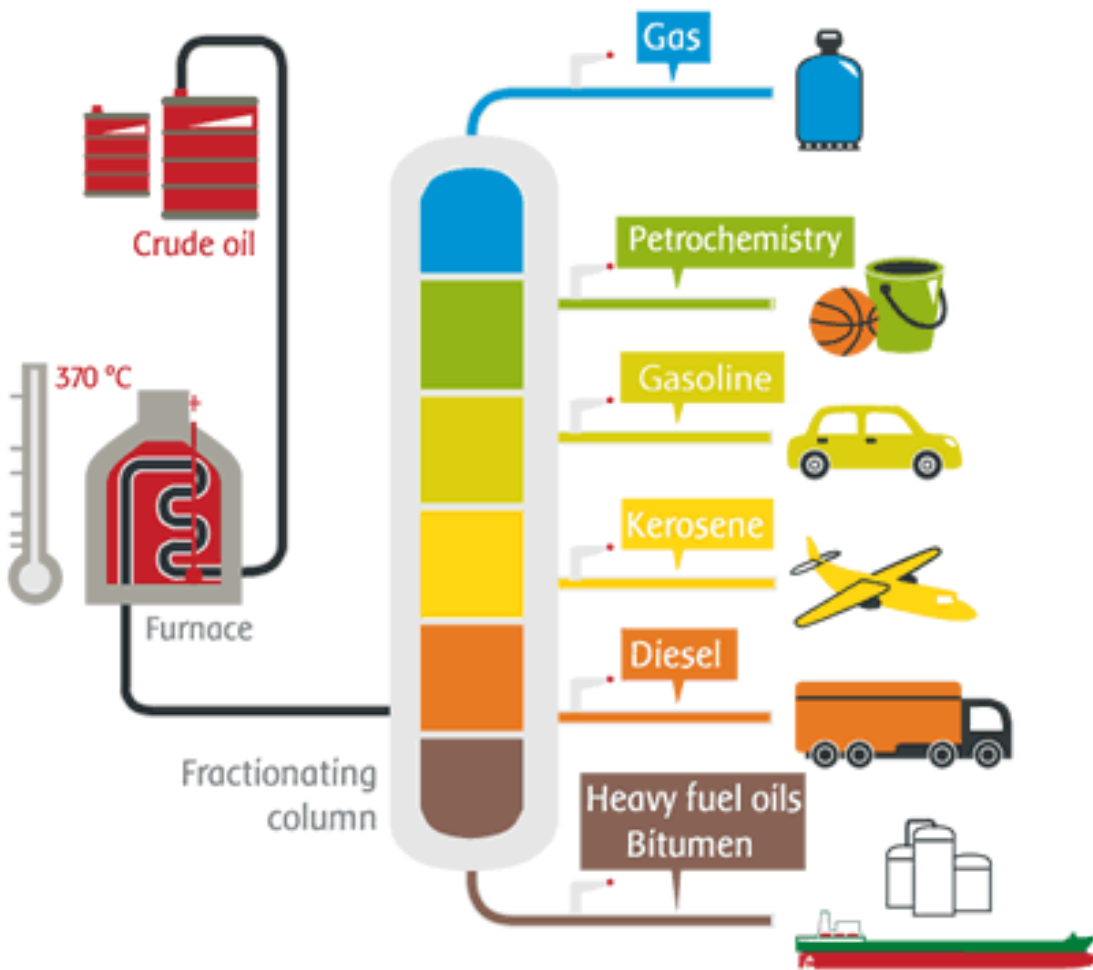 Gas
Crude oil
Petrochemistry
370 °C
Gasoline
Kerosene
Furnace
Diesel
Fractionating
column
Heavy fuel oils
Bitumen